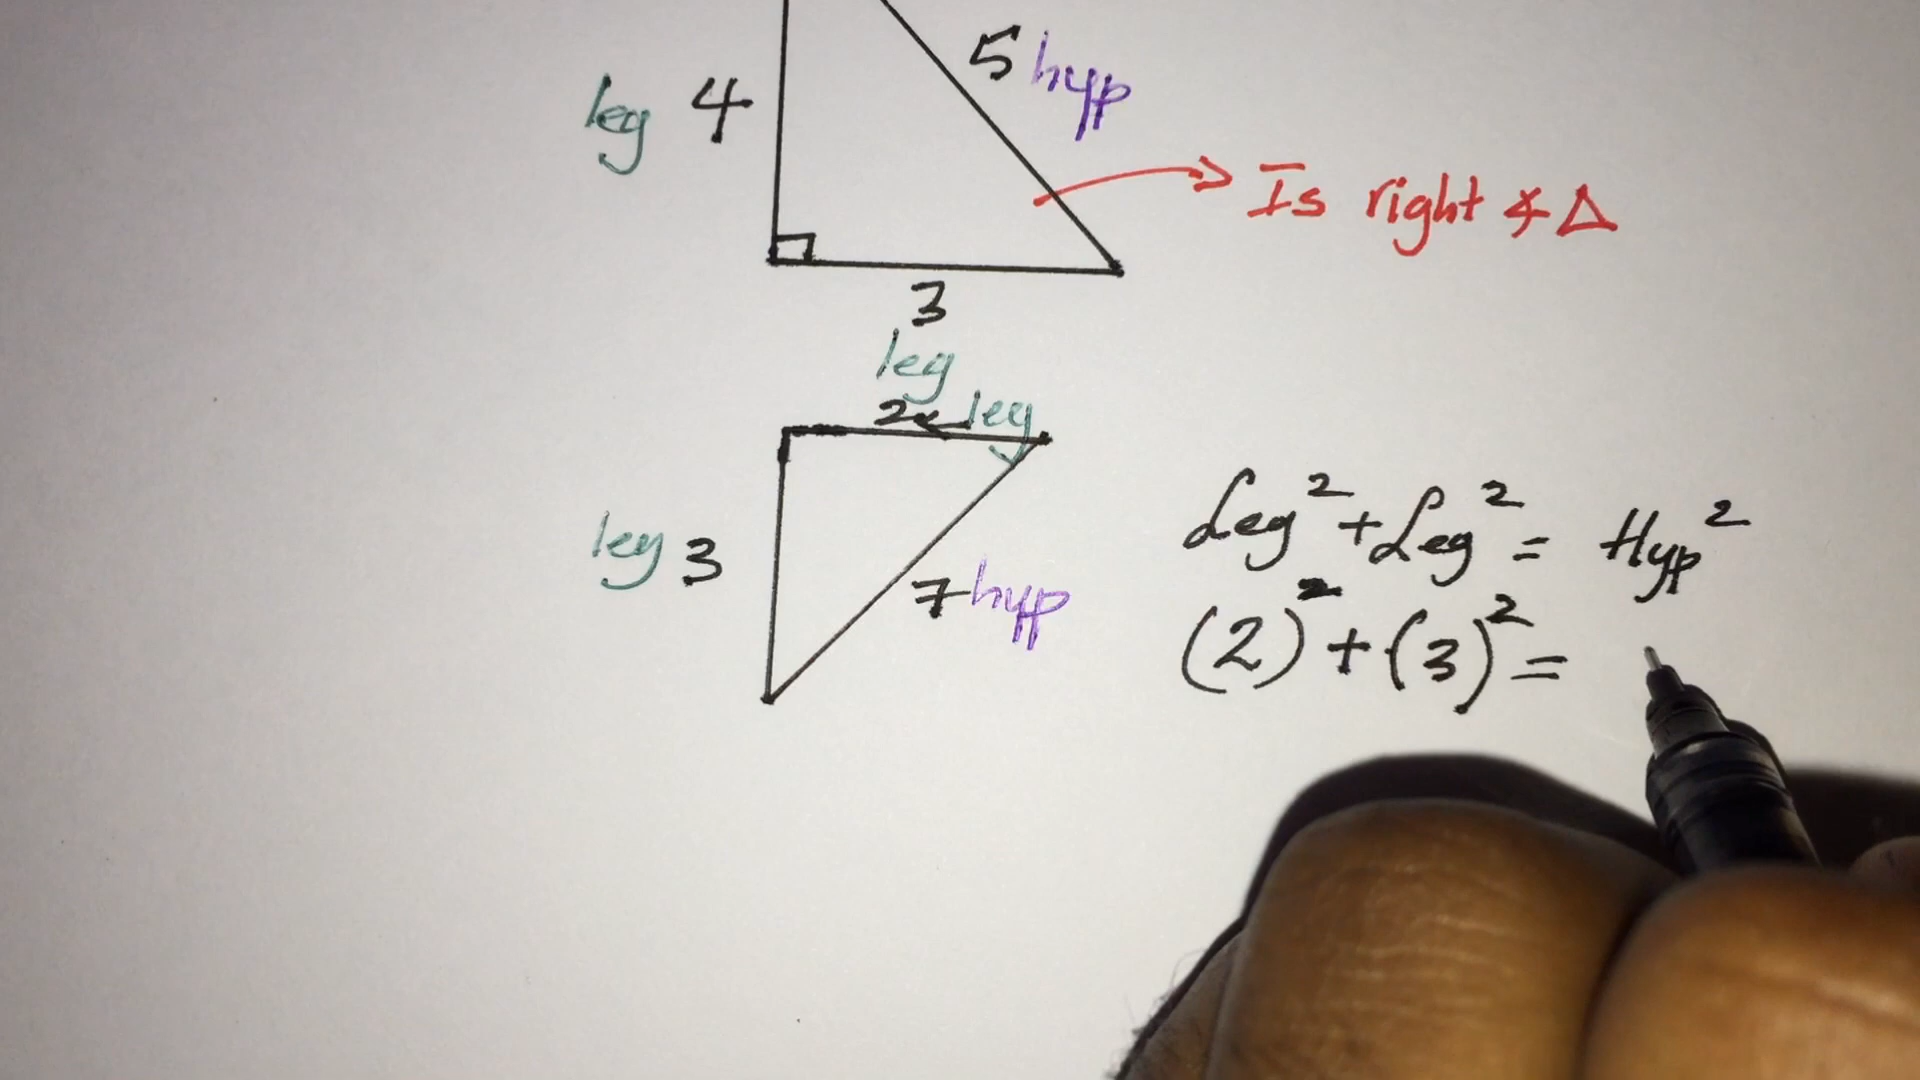 5 hyp
leg 4
Is right ∡ Δ
3
leg
2 leg
leg 3
7 hyp
Leg² + Leg² = Hyp²
(2)² + (3)² =